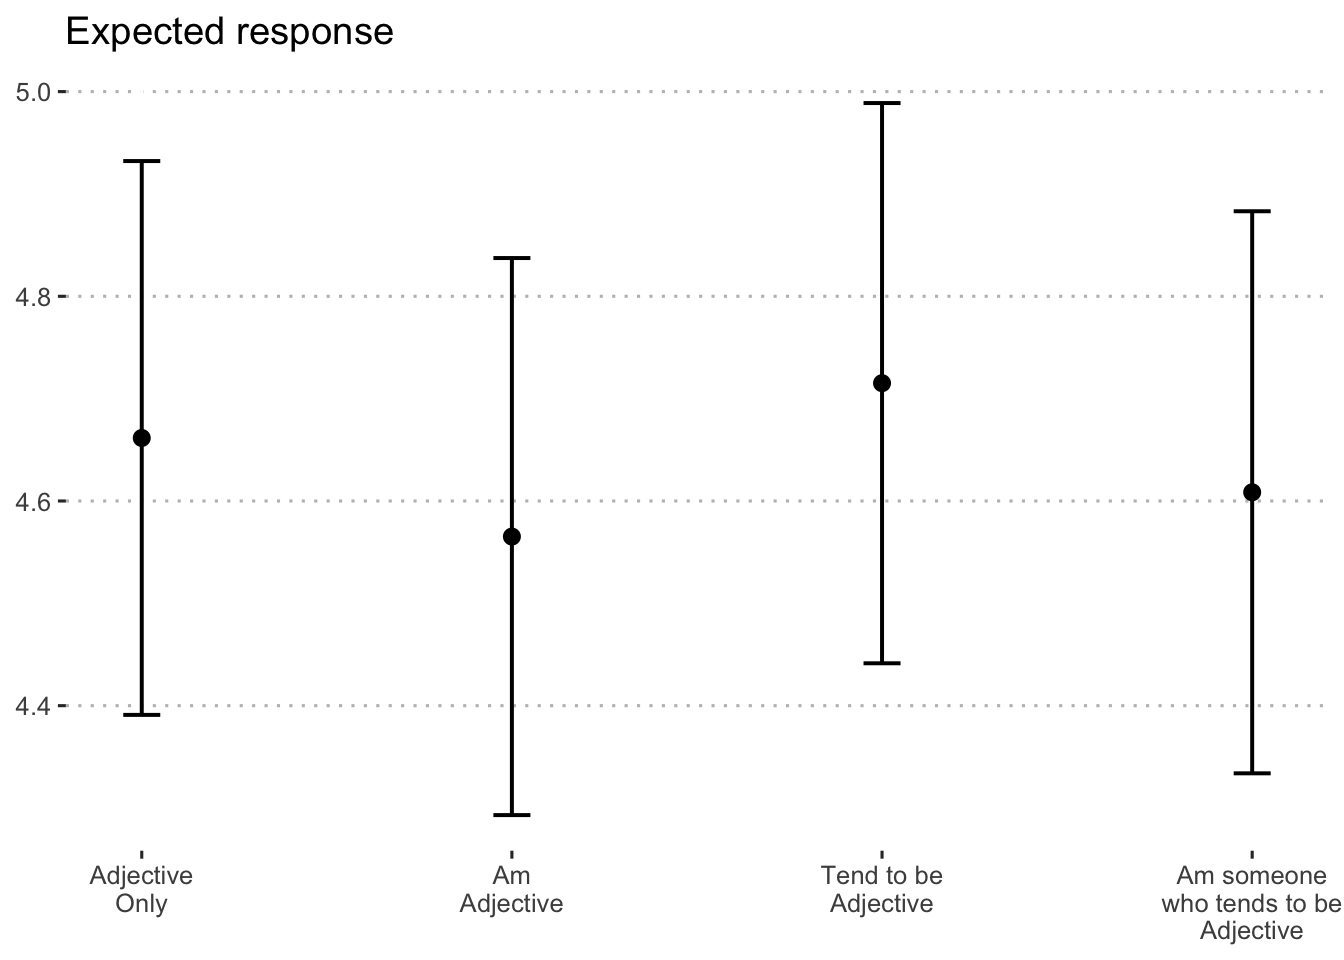 Expected response
5.0
4.8
4.6
4.4
Adjective
Only
Am
Adjective
Tend to be
Adjective
Am someone
who tends to be
Adjective